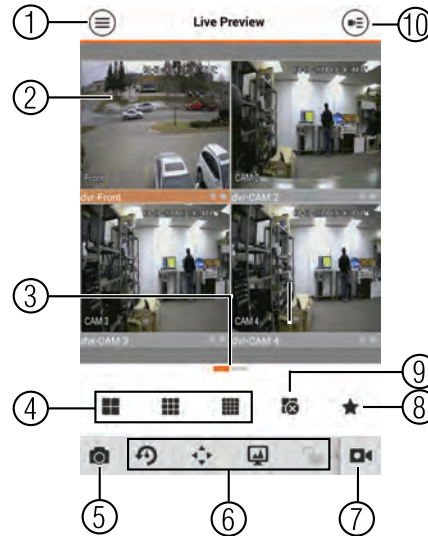 1
Live Preview
10
2
Front
CAM 2
dvr-Front
dvr-CAM 2
3
CAM 3
CAM 4
dvr-CAM 3
dvr-CAM 4
9
4
8
5
6
7